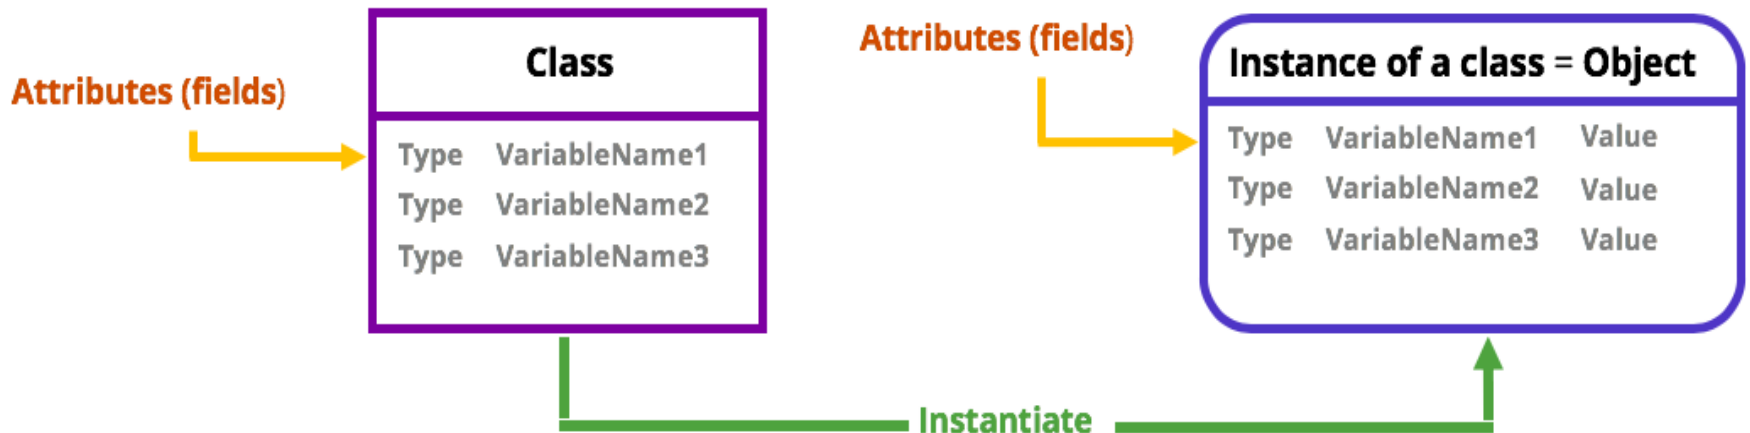 Attributes (fields)
Class
Type VariableName1
Type VariableName2
Type VariableName3
Attributes (fields)
Instance of a class = Object
Type VariableName1 Value
Type VariableName2 Value
Type VariableName3 Value
Instantiate